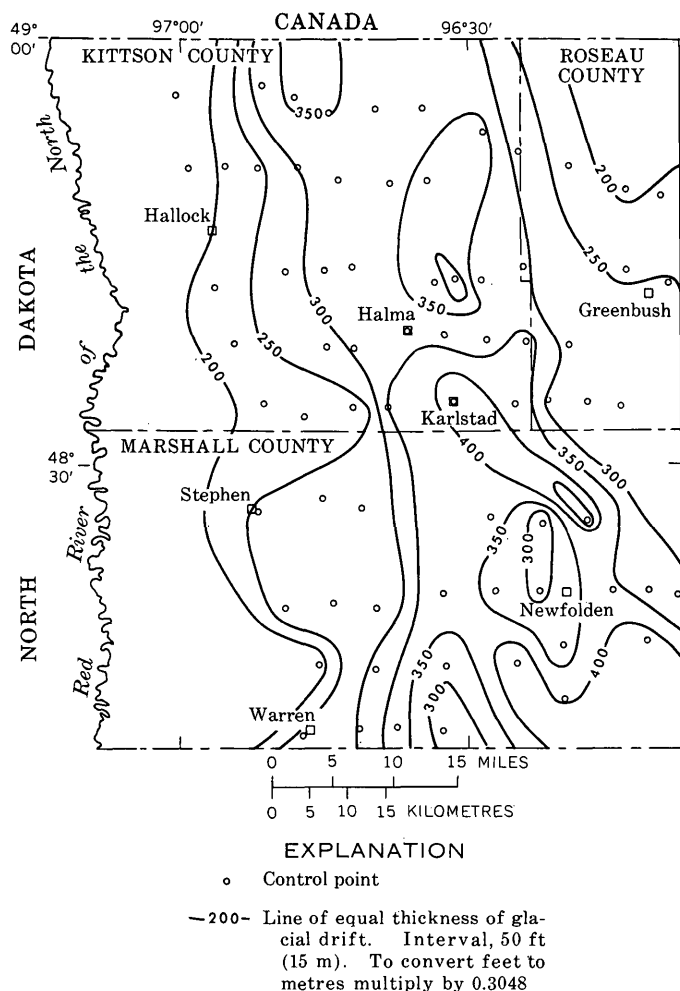 CANADA
49°
00'
97°00'
96°30'
KITTSON COUNTY
ROSEAU
COUNTY
350
North
200
Hallock
the
250
DAKOTA
300
350
Greenbush
Halma
of
200
250
Karlstad
MARSHALL COUNTY
400
48°
30'
350
300
Stephen
River
350
300
NORTH
Newfolden
Red
350
400
300
Warren
0 5 10 15 MILES
0 5 10 15 KILOMETRES
EXPLANATION
Control point
—200— Line of equal thickness of gla-
cial drift. Interval, 50 ft
(15 m). To convert feet to
metres multiply by 0.3048